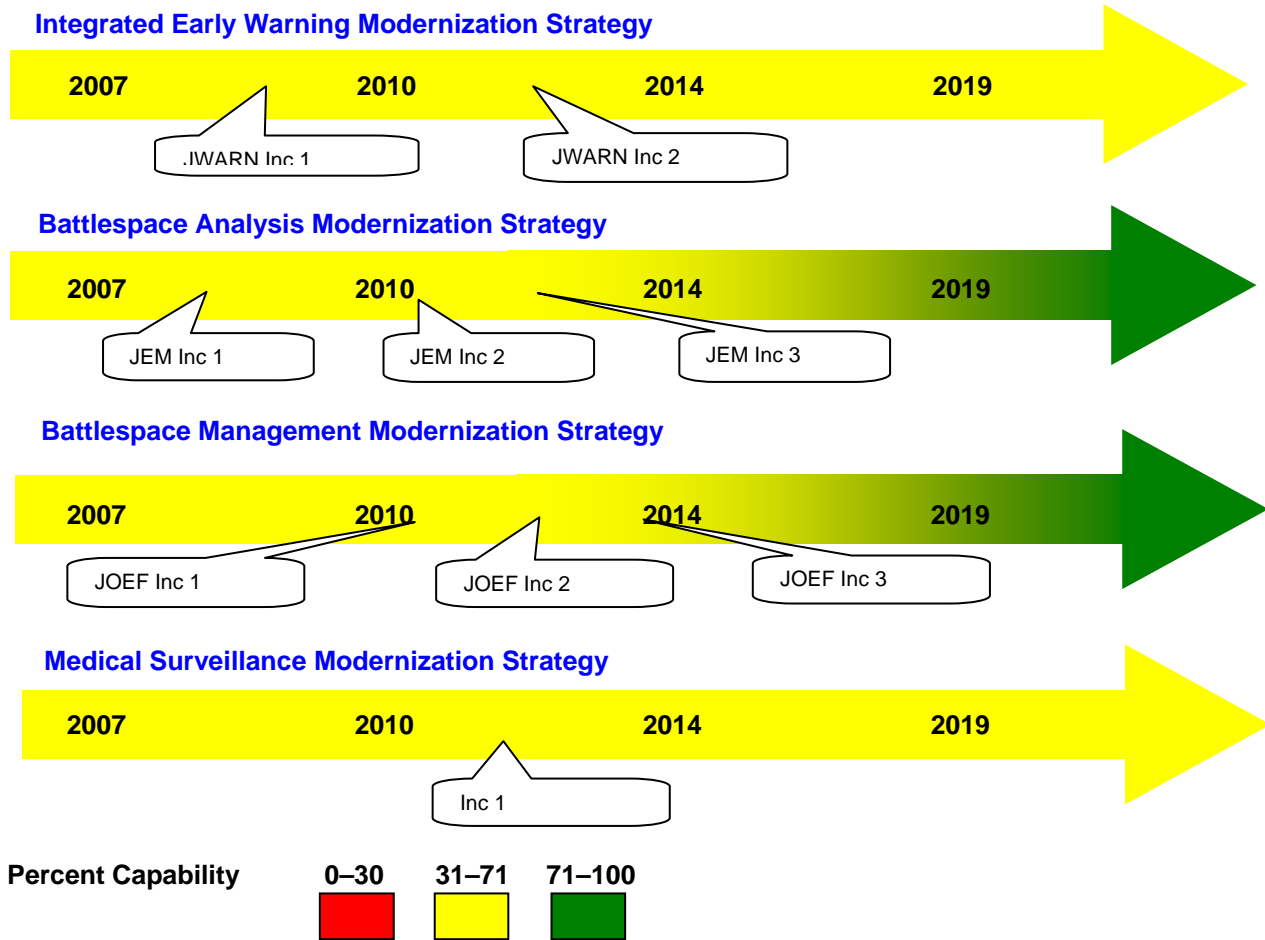 Integrated Early Warning Modernization Strategy
2007 2010 2014 2019
JWARN Inc 1
JWARN Inc 2
Battlespace Analysis Modernization Strategy
2007 2010 2014 2019
JEM Inc 1
JEM Inc 2
JEM Inc 3
Battlespace Management Modernization Strategy
2007 2010 2014 2019
JOEF Inc 1
JOEF Inc 2
JOEF Inc 3
Medical Surveillance Modernization Strategy
2007 2010 2014 2019
Inc 1
Percent Capability 0–30 31–71 71–100